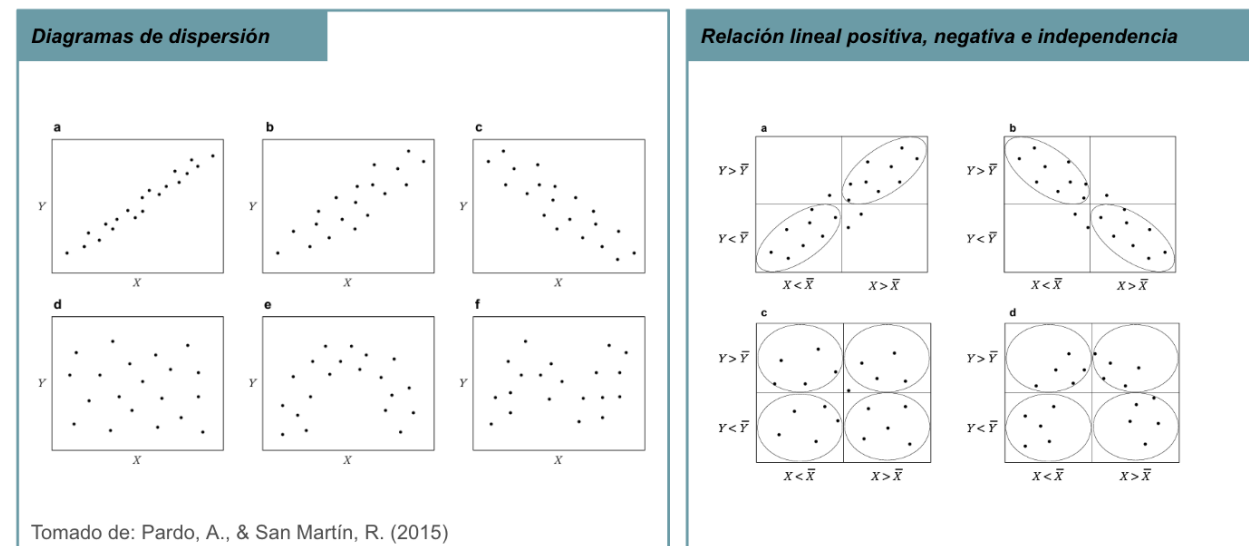 Diagramas de dispersión
a
b
c
Y
X
X
X
d
e
f
Y
Y
Y
X
X
X
Tomado de: Pardo, A., & San Martín, R. (2015)
Relación lineal positiva, negativa e independencia
a
b
Y > Y̅
Y > Y̅
Y < Y̅
Y < Y̅
X < X̅
X > X̅
X < X̅
X > X̅
c
d
Y > Y̅
Y > Y̅
Y < Y̅
Y < Y̅
X < X̅
X > X̅
X < X̅
X > X̅